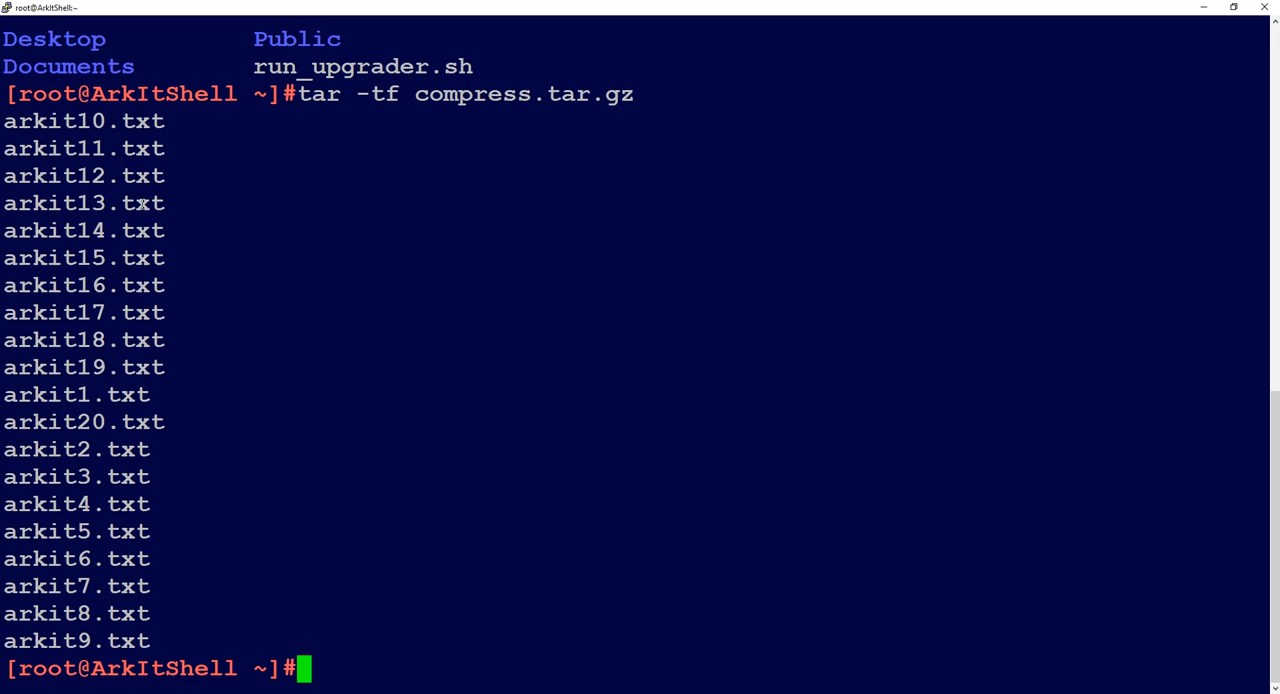 root@ArkItShell:~
Desktop Public
Documents run_upgrader.sh
[root@ArkItShell ~]#tar -tf compress.tar.gz
arkit10.txt
arkit11.txt
arkit12.txt
arkit13.txt
arkit14.txt
arkit15.txt
arkit16.txt
arkit17.txt
arkit18.txt
arkit19.txt
arkit1.txt
arkit20.txt
arkit2.txt
arkit3.txt
arkit4.txt
arkit5.txt
arkit6.txt
arkit7.txt
arkit8.txt
arkit9.txt
[root@ArkItShell ~]#